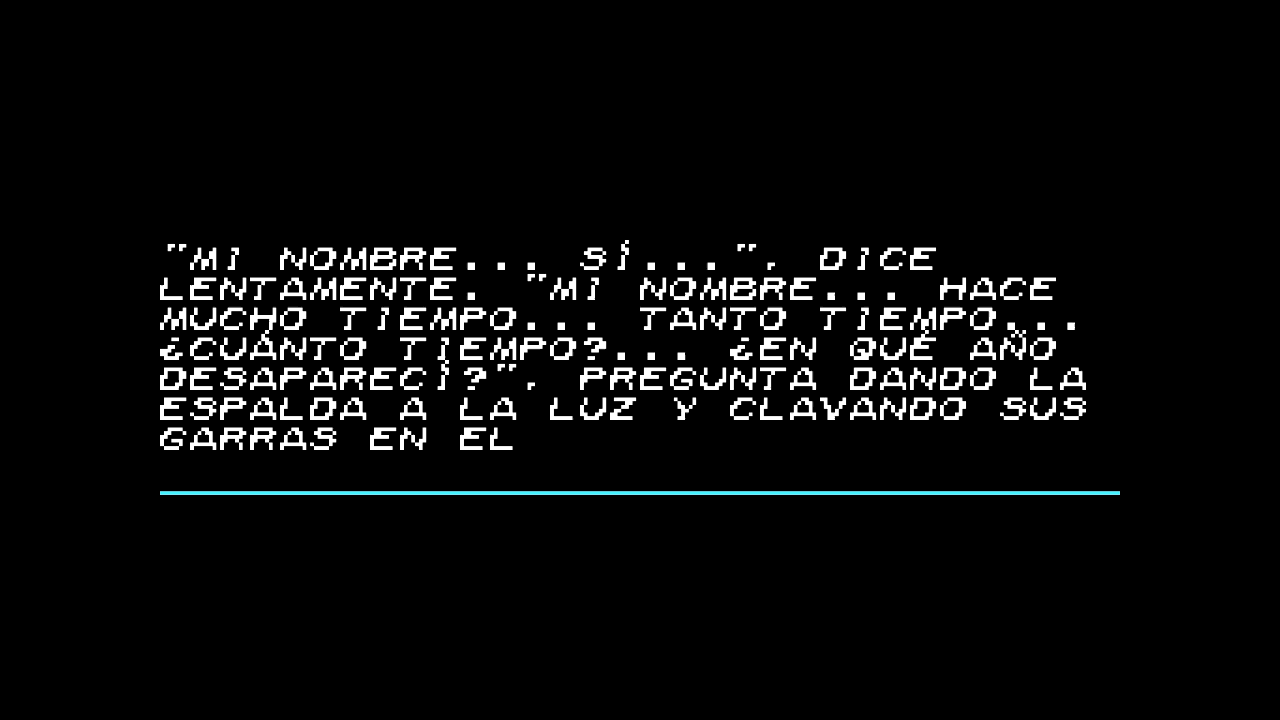 "MI NOMBRE... SÍ...", DICE
LENTAMENTE. "MI NOMBRE... HACE
MUCHO TIEMPO... TANTO TIEMPO...
¿CUÁNTO TIEMPO?... ¿EN QUÉ AÑO
DESAPARECÍ?", PREGUNTA DANDO LA
ESPALDA A LA LUZ Y CLAVANDO SUS
GARRAS EN EL